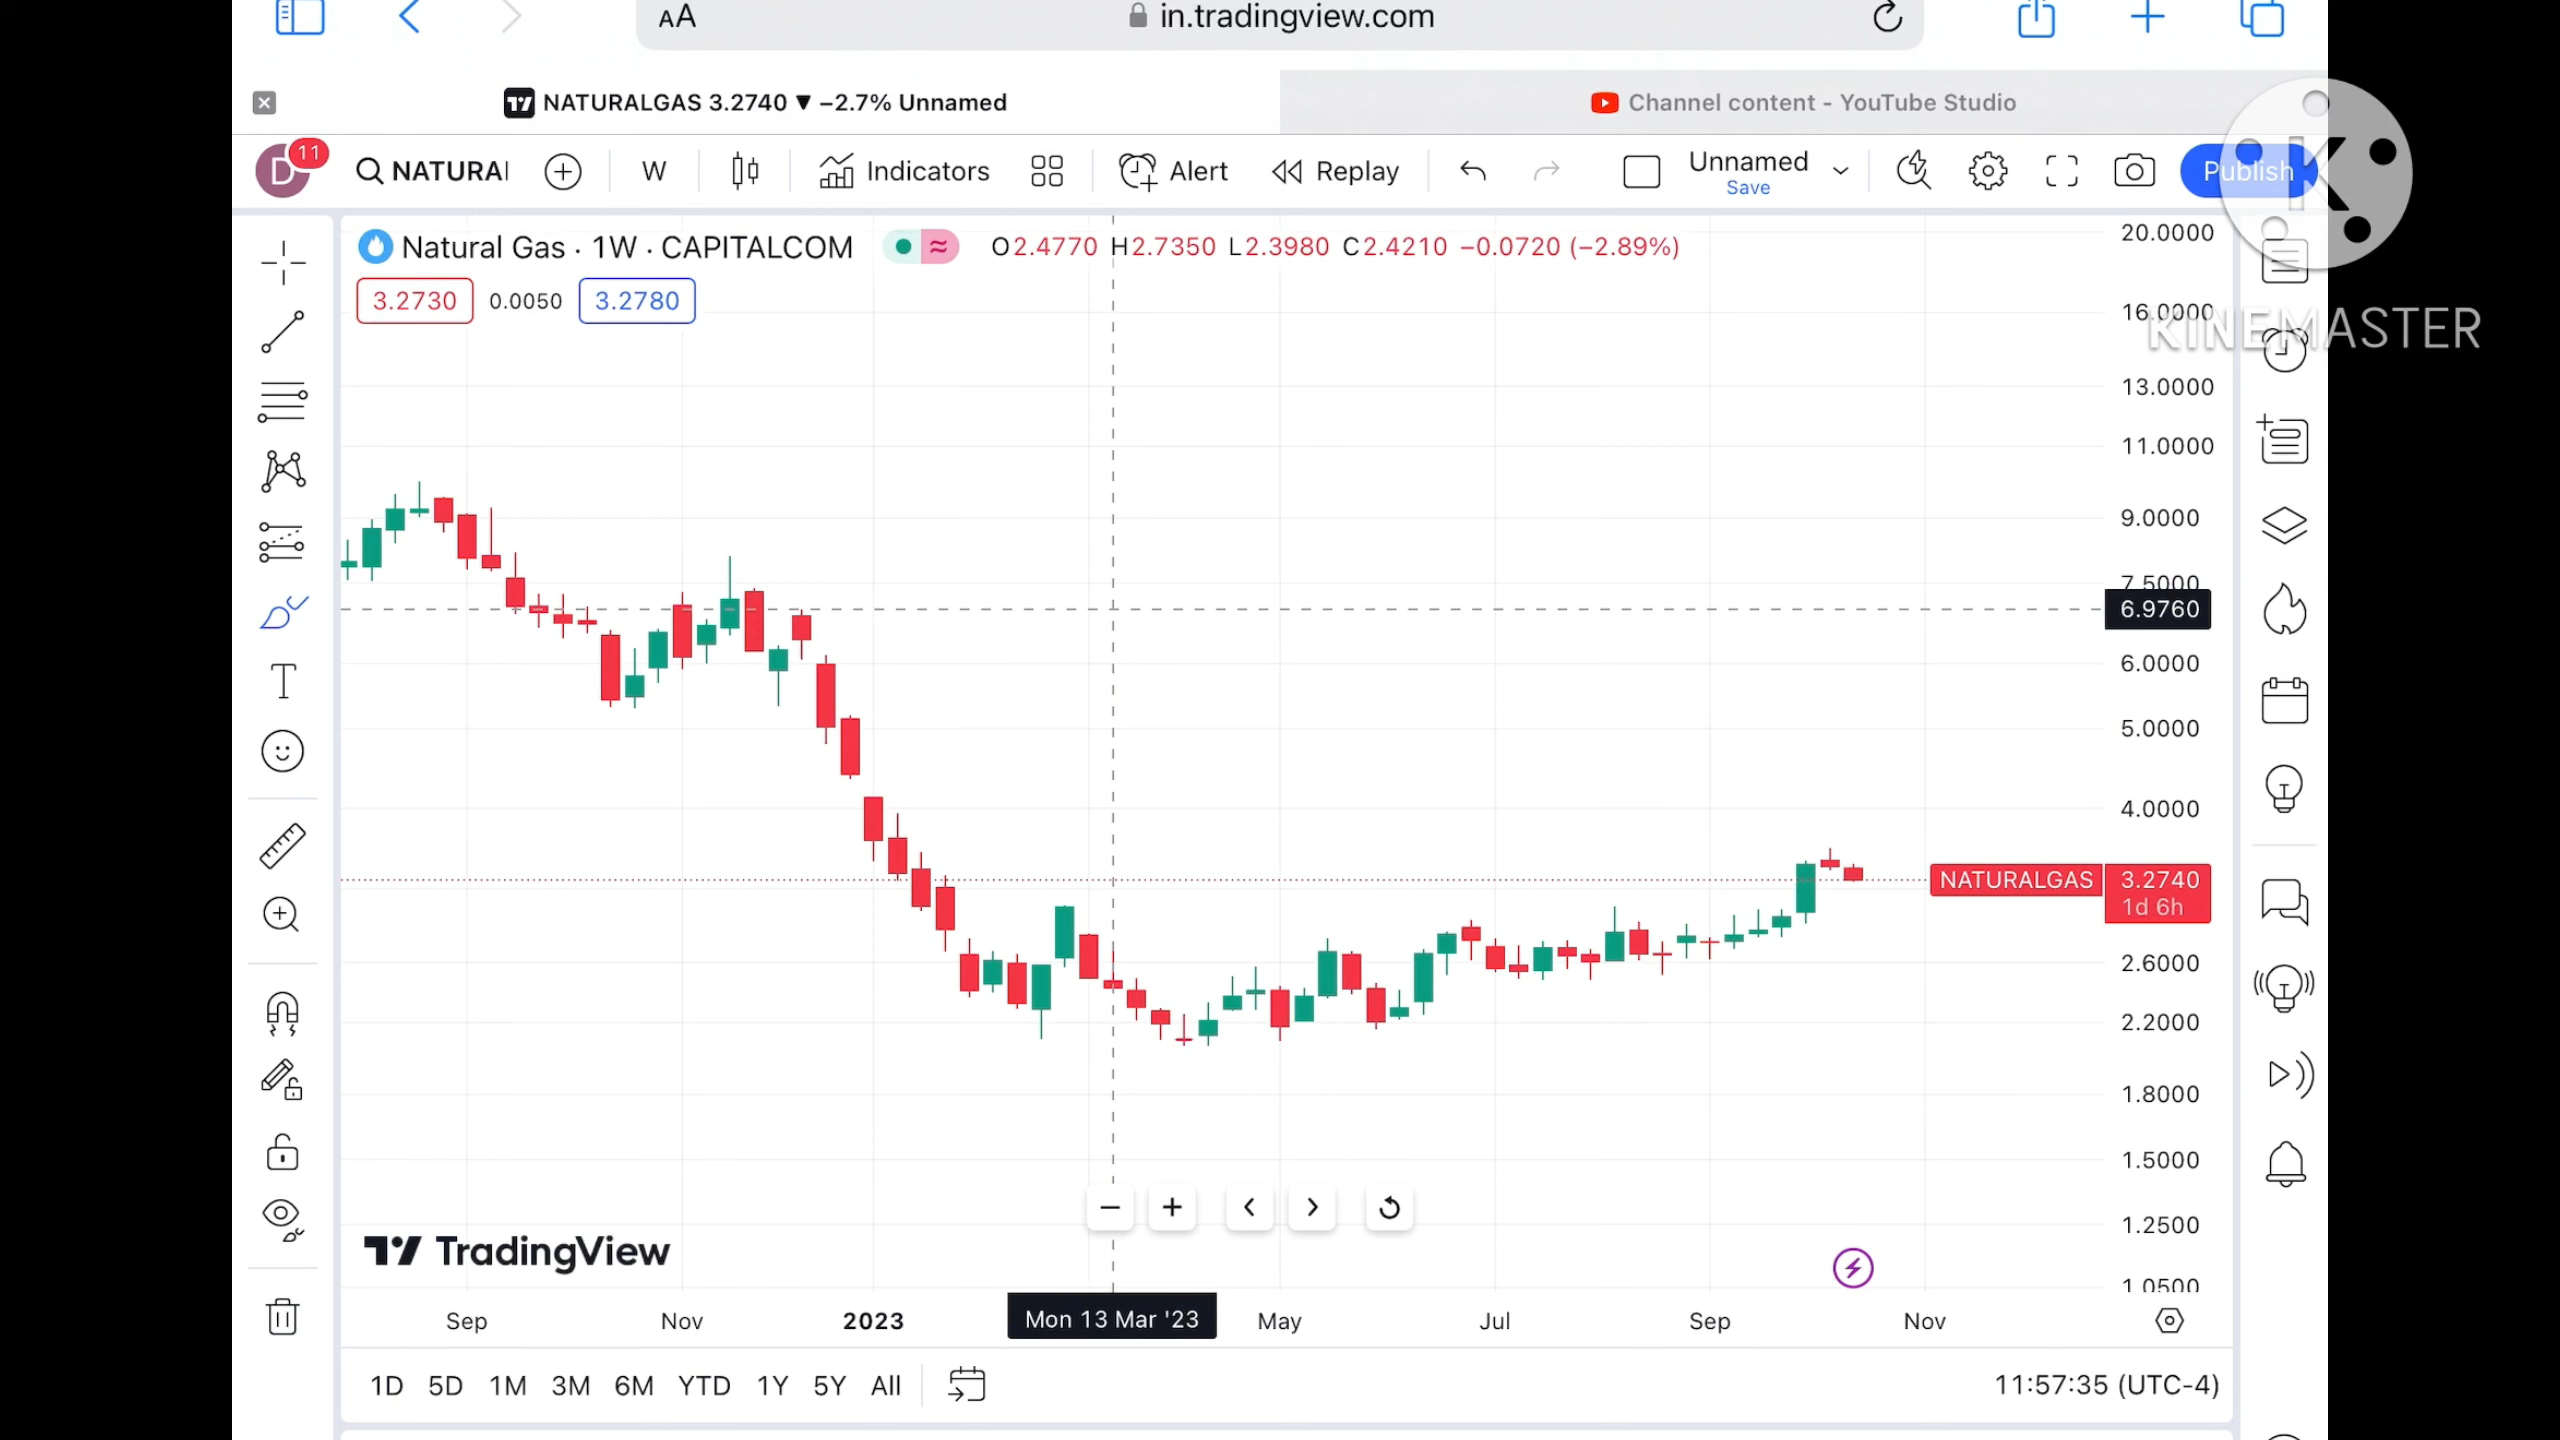 AA
in.tradingview.com
NATURALGAS 3.2740 ▼ −2.7% Unnamed
Channel content - YouTube Studio
D
11
NATURAL
W
Indicators
Alert
Replay
Unnamed
Save
Publish
K
KINEMASTER
Natural Gas · 1W · CAPITALCOM
O2.4770 H2.7350 L2.3980 C2.4210 −0.0720 (−2.89%)
3.2730
0.0050
3.2780
20.0000
16.0000
13.0000
11.0000
9.0000
7.5000
6.9760
6.0000
5.0000
4.0000
NATURALGAS
3.2740
1d 6h
2.6000
2.2000
1.8000
1.5000
1.2500
1.0500
TradingView
Sep
Nov
2023
Mon 13 Mar '23
May
Jul
Sep
Nov
1D 5D 1M 3M 6M YTD 1Y 5Y All
11:57:35 (UTC-4)